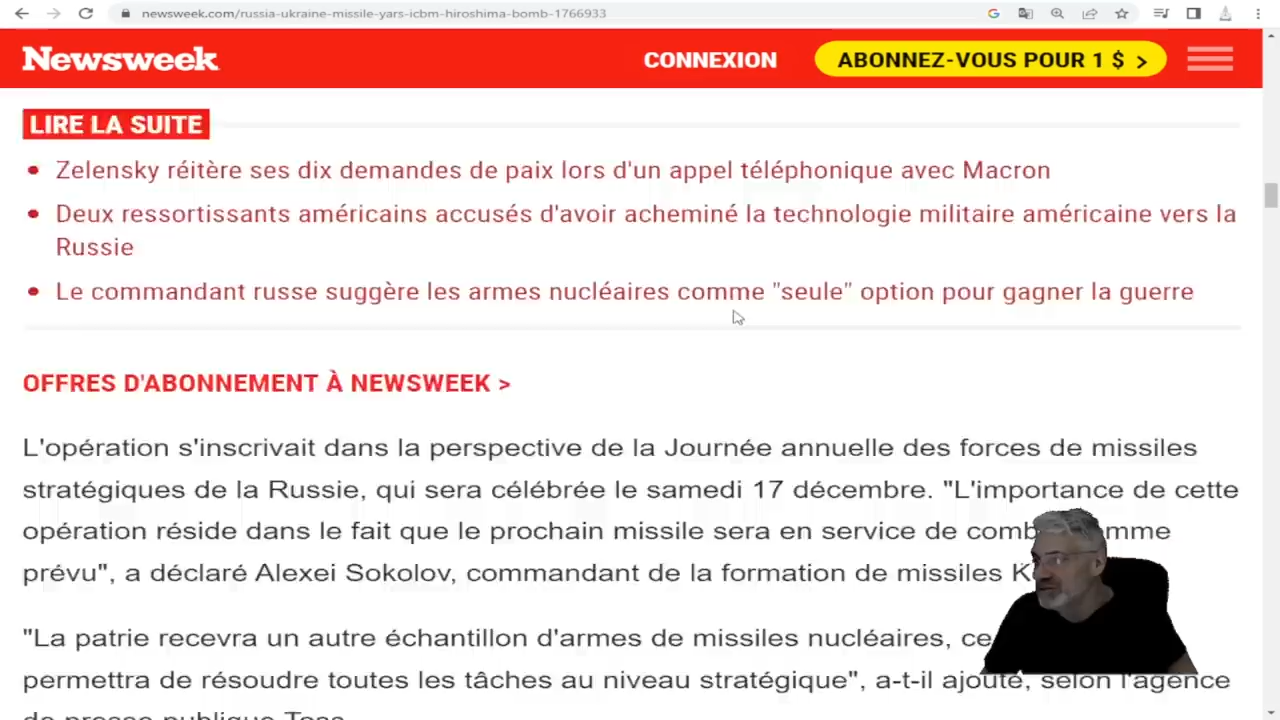 newsweek.com/russia-ukraine-missile-yars-icbm-hiroshima-bomb-1766933
Newsweek
CONNEXION
ABONNEZ-VOUS POUR 1 $ >
LIRE LA SUITE
Zelensky réitère ses dix demandes de paix lors d'un appel téléphonique avec Macron
Deux ressortissants américains accusés d'avoir acheminé la technologie militaire américaine vers la
Russie
Le commandant russe suggère les armes nucléaires comme "seule" option pour gagner la guerre
OFFRES D'ABONNEMENT À NEWSWEEK >
L'opération s'inscrivait dans la perspective de la Journée annuelle des forces de missiles
stratégiques de la Russie, qui sera célébrée le samedi 17 décembre. "L'importance de cette
opération réside dans le fait que le prochain missile sera en service de
prévu", a déclaré Alexei Sokolov, commandant de la formation de missiles
"La patrie recevra un autre échantillon d'armes de missiles nucléaires,
permettra de résoudre toutes les tâches au niveau stratégique", a-t-il ajouté, selon l'agence
de presse publique Tass